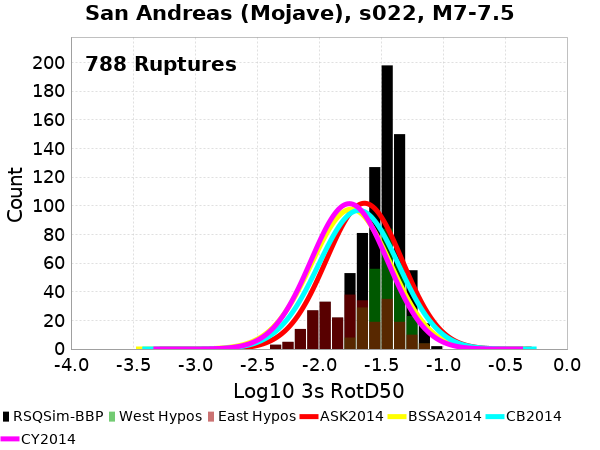 San Andreas (Mojave), s022, M7-7.5
788 Ruptures
Count
200
180
160
140
120
100
80
60
40
20
0
-4.0 -3.5 -3.0 -2.5 -2.0 -1.5 -1.0 -0.5 0.0
Log10 3s RotD50
RSQSim-BBP West Hypos East Hypos ASK2014 BSSA2014 CB2014
CY2014